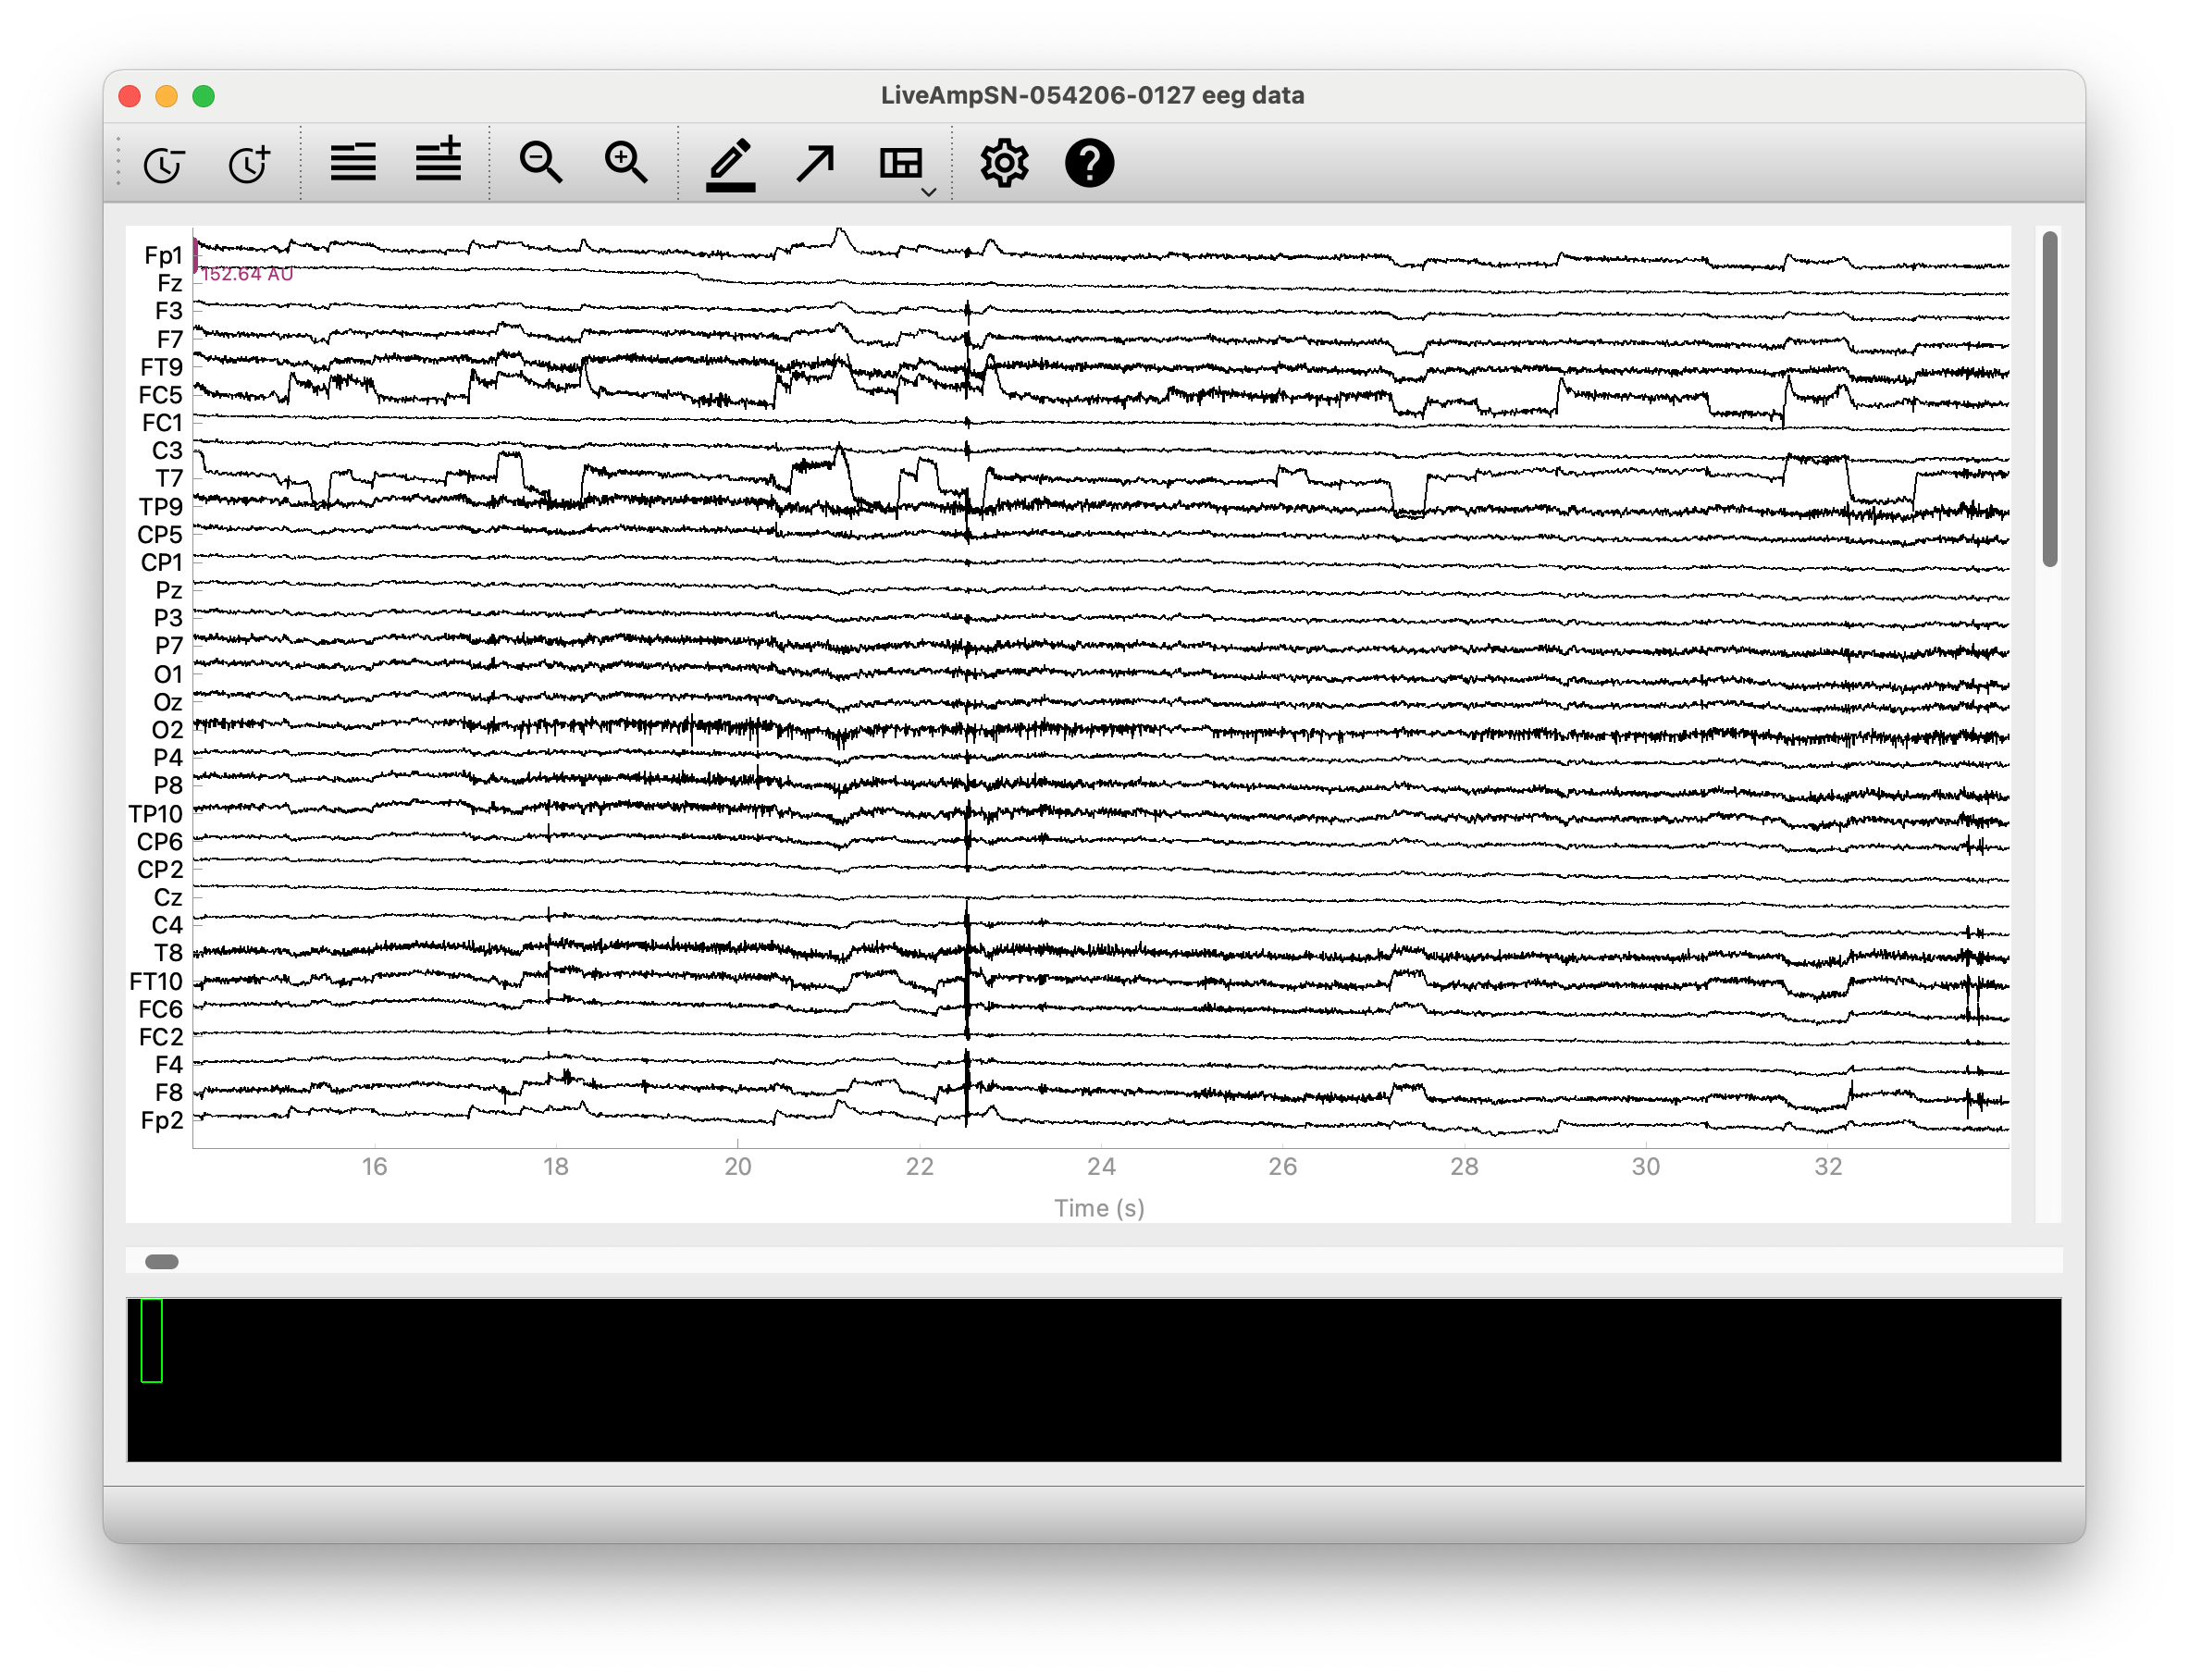 LiveAmpSN-054206-0127 eeg data
Fp1
152.64 AU
Fz
F3
F7
FT9
FC5
FC1
C3
T7
TP9
CP5
CP1
Pz
P3
P7
O1
Oz
O2
P4
P8
TP10
CP6
CP2
Cz
C4
T8
FT10
FC6
FC2
F4
F8
Fp2
16 18 20 22 24 26 28 30 32
Time (s)